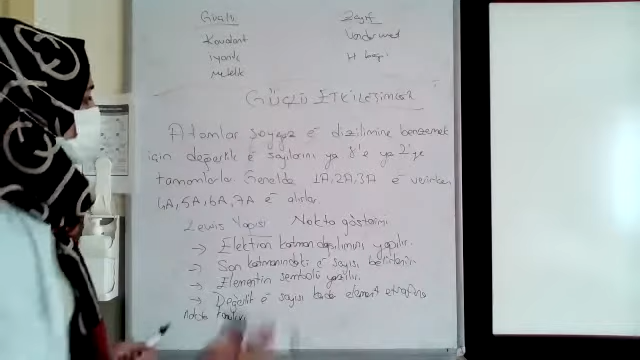 Güçlü Zayıf
Kovalent Vanderwaals
İyonik H bağı
Metalik
GÜÇLÜ ETKİLEŞİMLER
Atomlar soygaz e⁻ dizilimine benzemek
için değerlik e⁻ sayılarını ya 8'e ya 2'ye
tamamlarlar. Genelde 1A, 2A, 3A e⁻ verirken
4A, 5A, 6A, 7A e⁻ alırlar.
Lewis Yapısı Nokta gösterimi
→ Elektron katman dağılımını yapılır.
→ Son katmanındaki e⁻ sayısı belirlenir.
→ Elementin sembolü yazılır.
→ Değerlik e⁻ sayısı kadar element etrafına
nokta